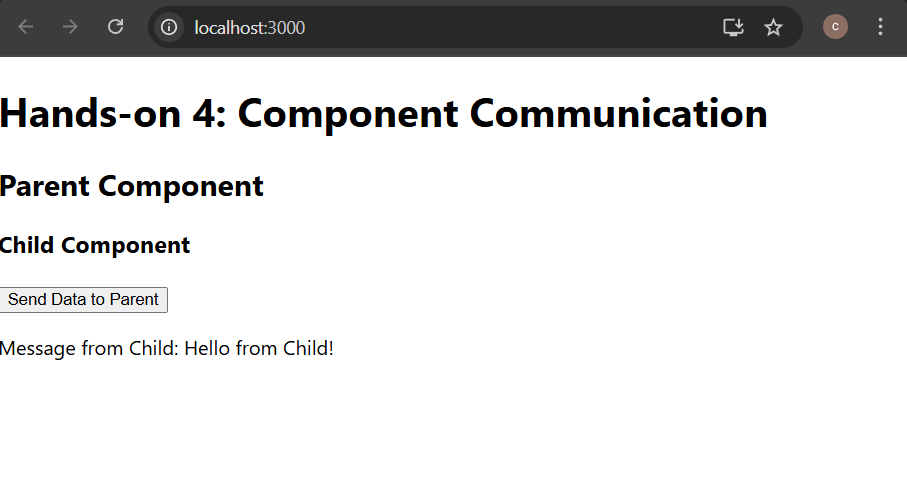 localhost:3000
c
Hands-on 4: Component Communication
Parent Component
Child Component
Send Data to Parent
Message from Child: Hello from Child!